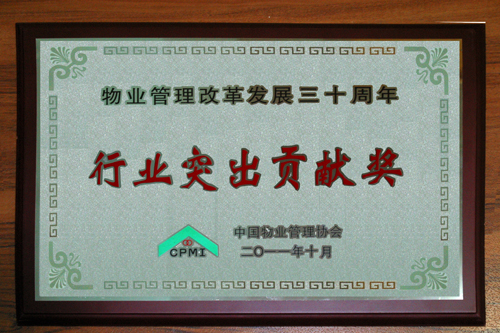 物业管理改革发展三十周年
行业突出贡献奖
CPMI
中国物业管理协会
二〇一一年十月